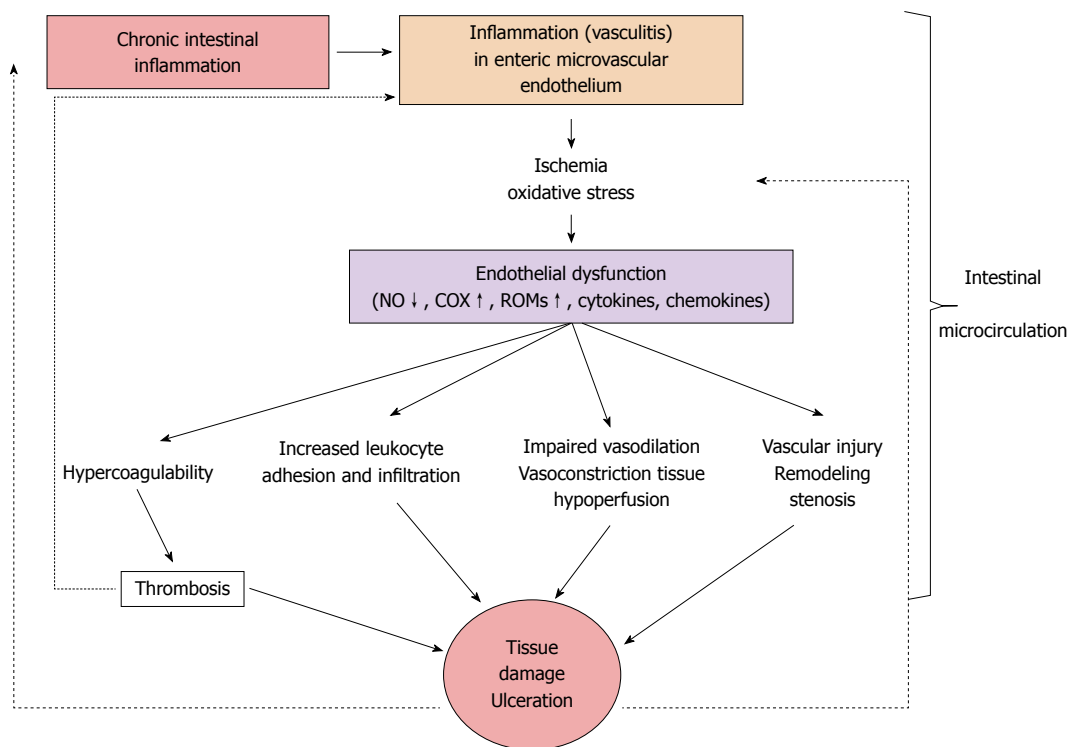 Chronic intestinal
inflammation
Inflammation (vasculitis)
in enteric microvascular
endothelium
Ischemia
oxidative stress
Endothelial dysfunction
(NO ↓ , COX ↑ , ROMs ↑ , cytokines, chemokines)
Intestinal
microcirculation
Hypercoagulability
Increased leukocyte
adhesion and infiltration
Impaired vasodilation
Vasoconstriction tissue
hypoperfusion
Vascular injury
Remodeling
stenosis
Thrombosis
Tissue
damage
Ulceration